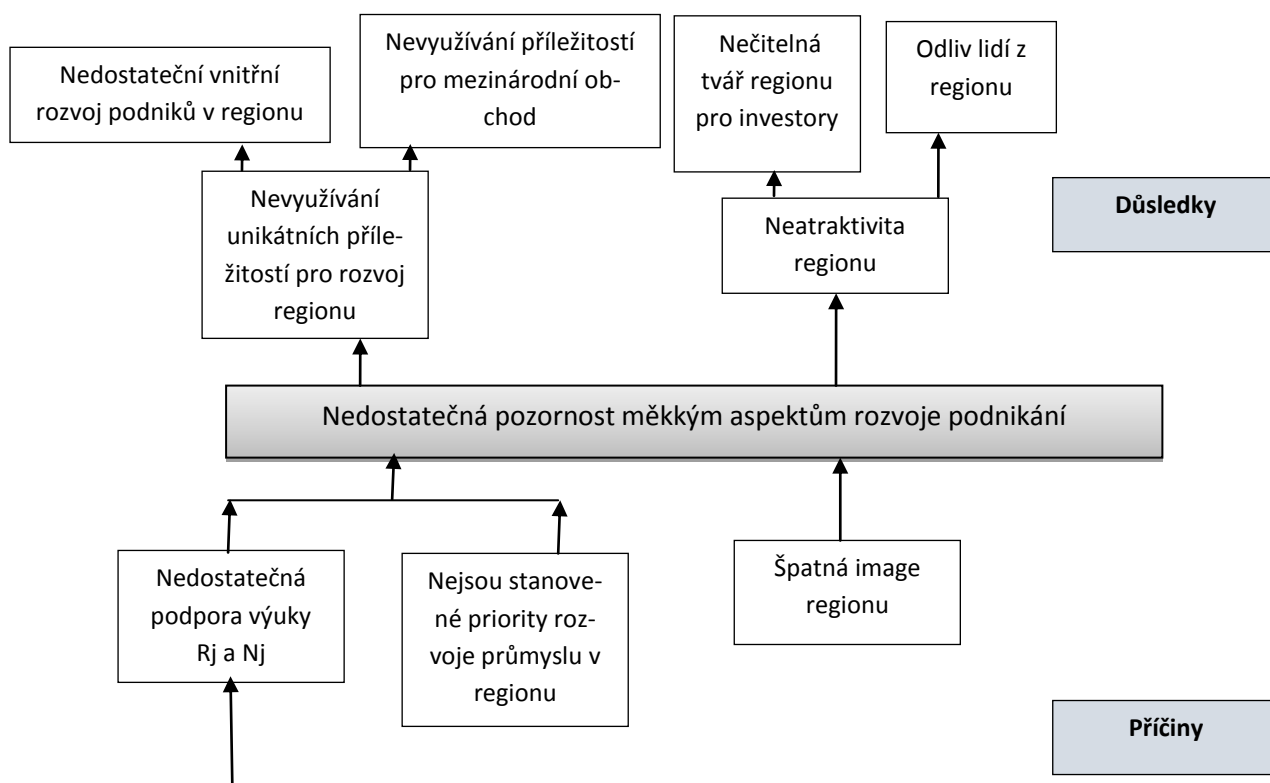 Nedostateční vnitřní
rozvoj podniků v regionu
Nevyužívání příležitostí
pro mezinárodní ob-
chod
Nečitelná
tvář regionu
pro investory
Odliv lidí z
regionu
Nevyužívání
unikátních příle-
žitostí pro rozvoj
regionu
Neatraktivita
regionu
Důsledky
Nedostatečná pozornost měkkým aspektům rozvoje podnikání
Nedostatečná
podpora výuky
Rj a Nj
Nejsou stanove-
né priority roz-
voje průmyslu v
regionu
Špatná image
regionu
Příčiny